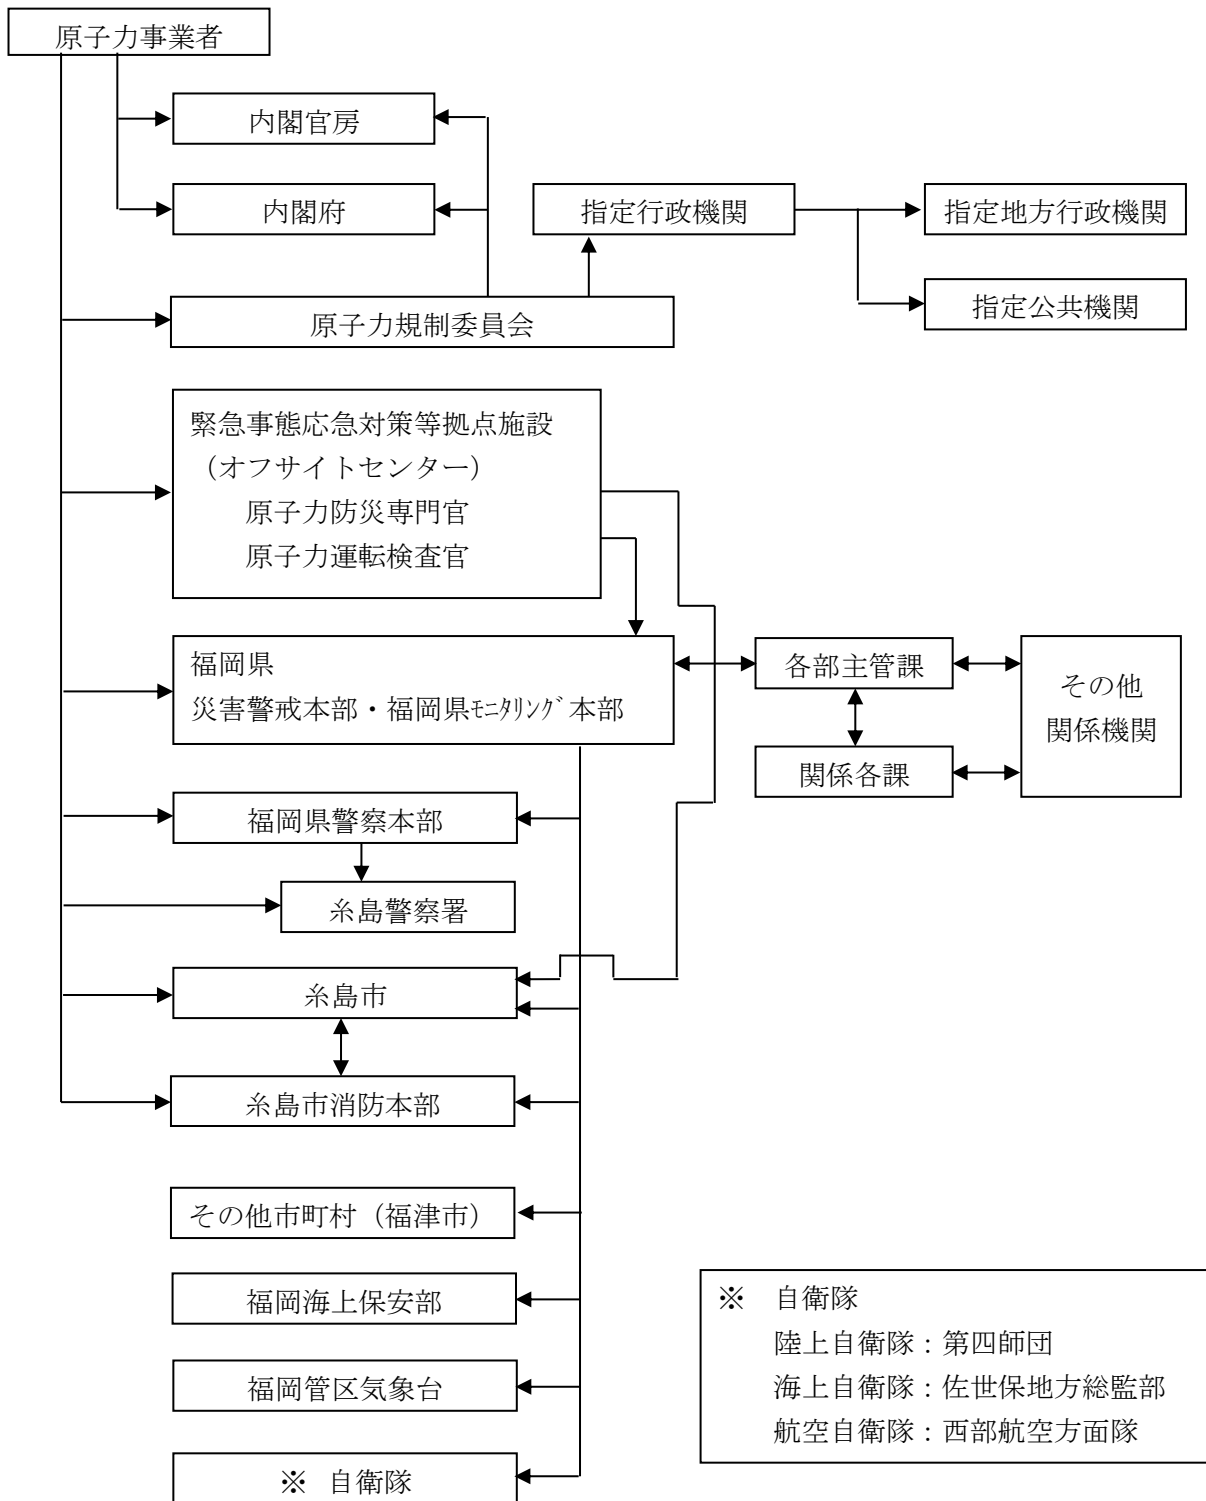 原子力事業者
内閣官房
内閣府
指定行政機関
指定地方行政機関
指定公共機関
原子力規制委員会
緊急事態応急対策等拠点施設
（オフサイトセンター）
原子力防災専門官
原子力運転検査官
福岡県
災害警戒本部・福岡県ﾓﾆﾀﾘﾝｸﾞ本部
各部主管課
関係各課
その他
関係機関
福岡県警察本部
糸島警察署
糸島市
糸島市消防本部
その他市町村（福津市）
福岡海上保安部
福岡管区気象台
※ 自衛隊
※ 自衛隊
陸上自衛隊：第四師団
海上自衛隊：佐世保地方総監部
航空自衛隊：西部航空方面隊